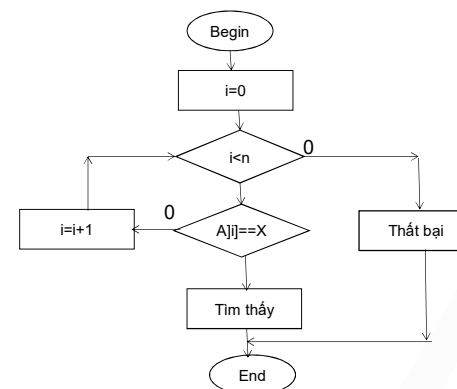 Begin
i=0
i<n
0
0
i=i+1
A]i]==X
Thất bại
Tìm thấy
End